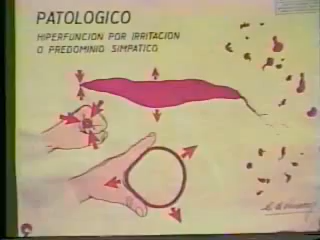 PATOLOGICO
HIPERFUNCION POR IRRITACION
O PREDOMINIO SIMPATICO